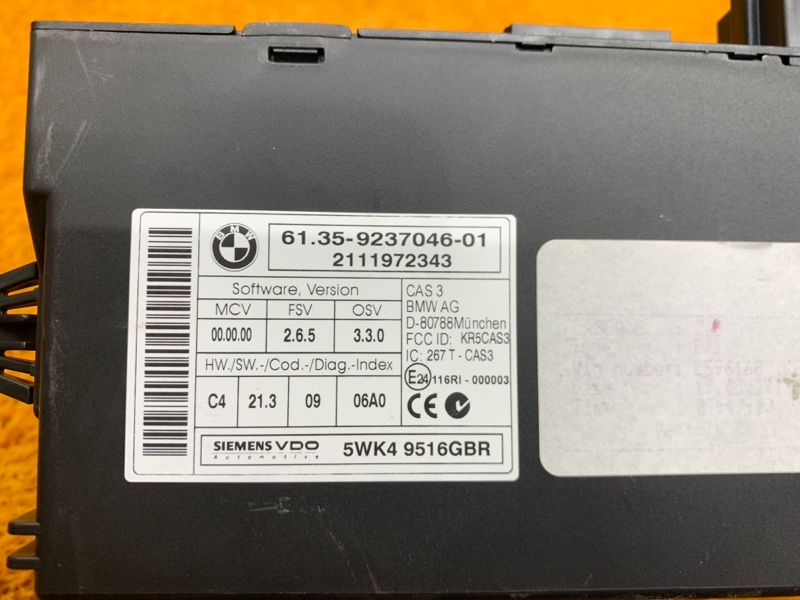 BMW
61.35-9237046-01
2111972343
Software, Version
MCV FSV OSV
00.00.00 2.6.5 3.3.0
HW./SW.-/Cod.-/Diag.-Index
C4 21.3 09 06A0
CAS 3
BMW AG
D-80788München
FCC ID: KR5CAS3
IC: 267 T - CAS3
E24 116RI - 000003
CE
SIEMENS VDO
Automotive
5WK4 9516GBR